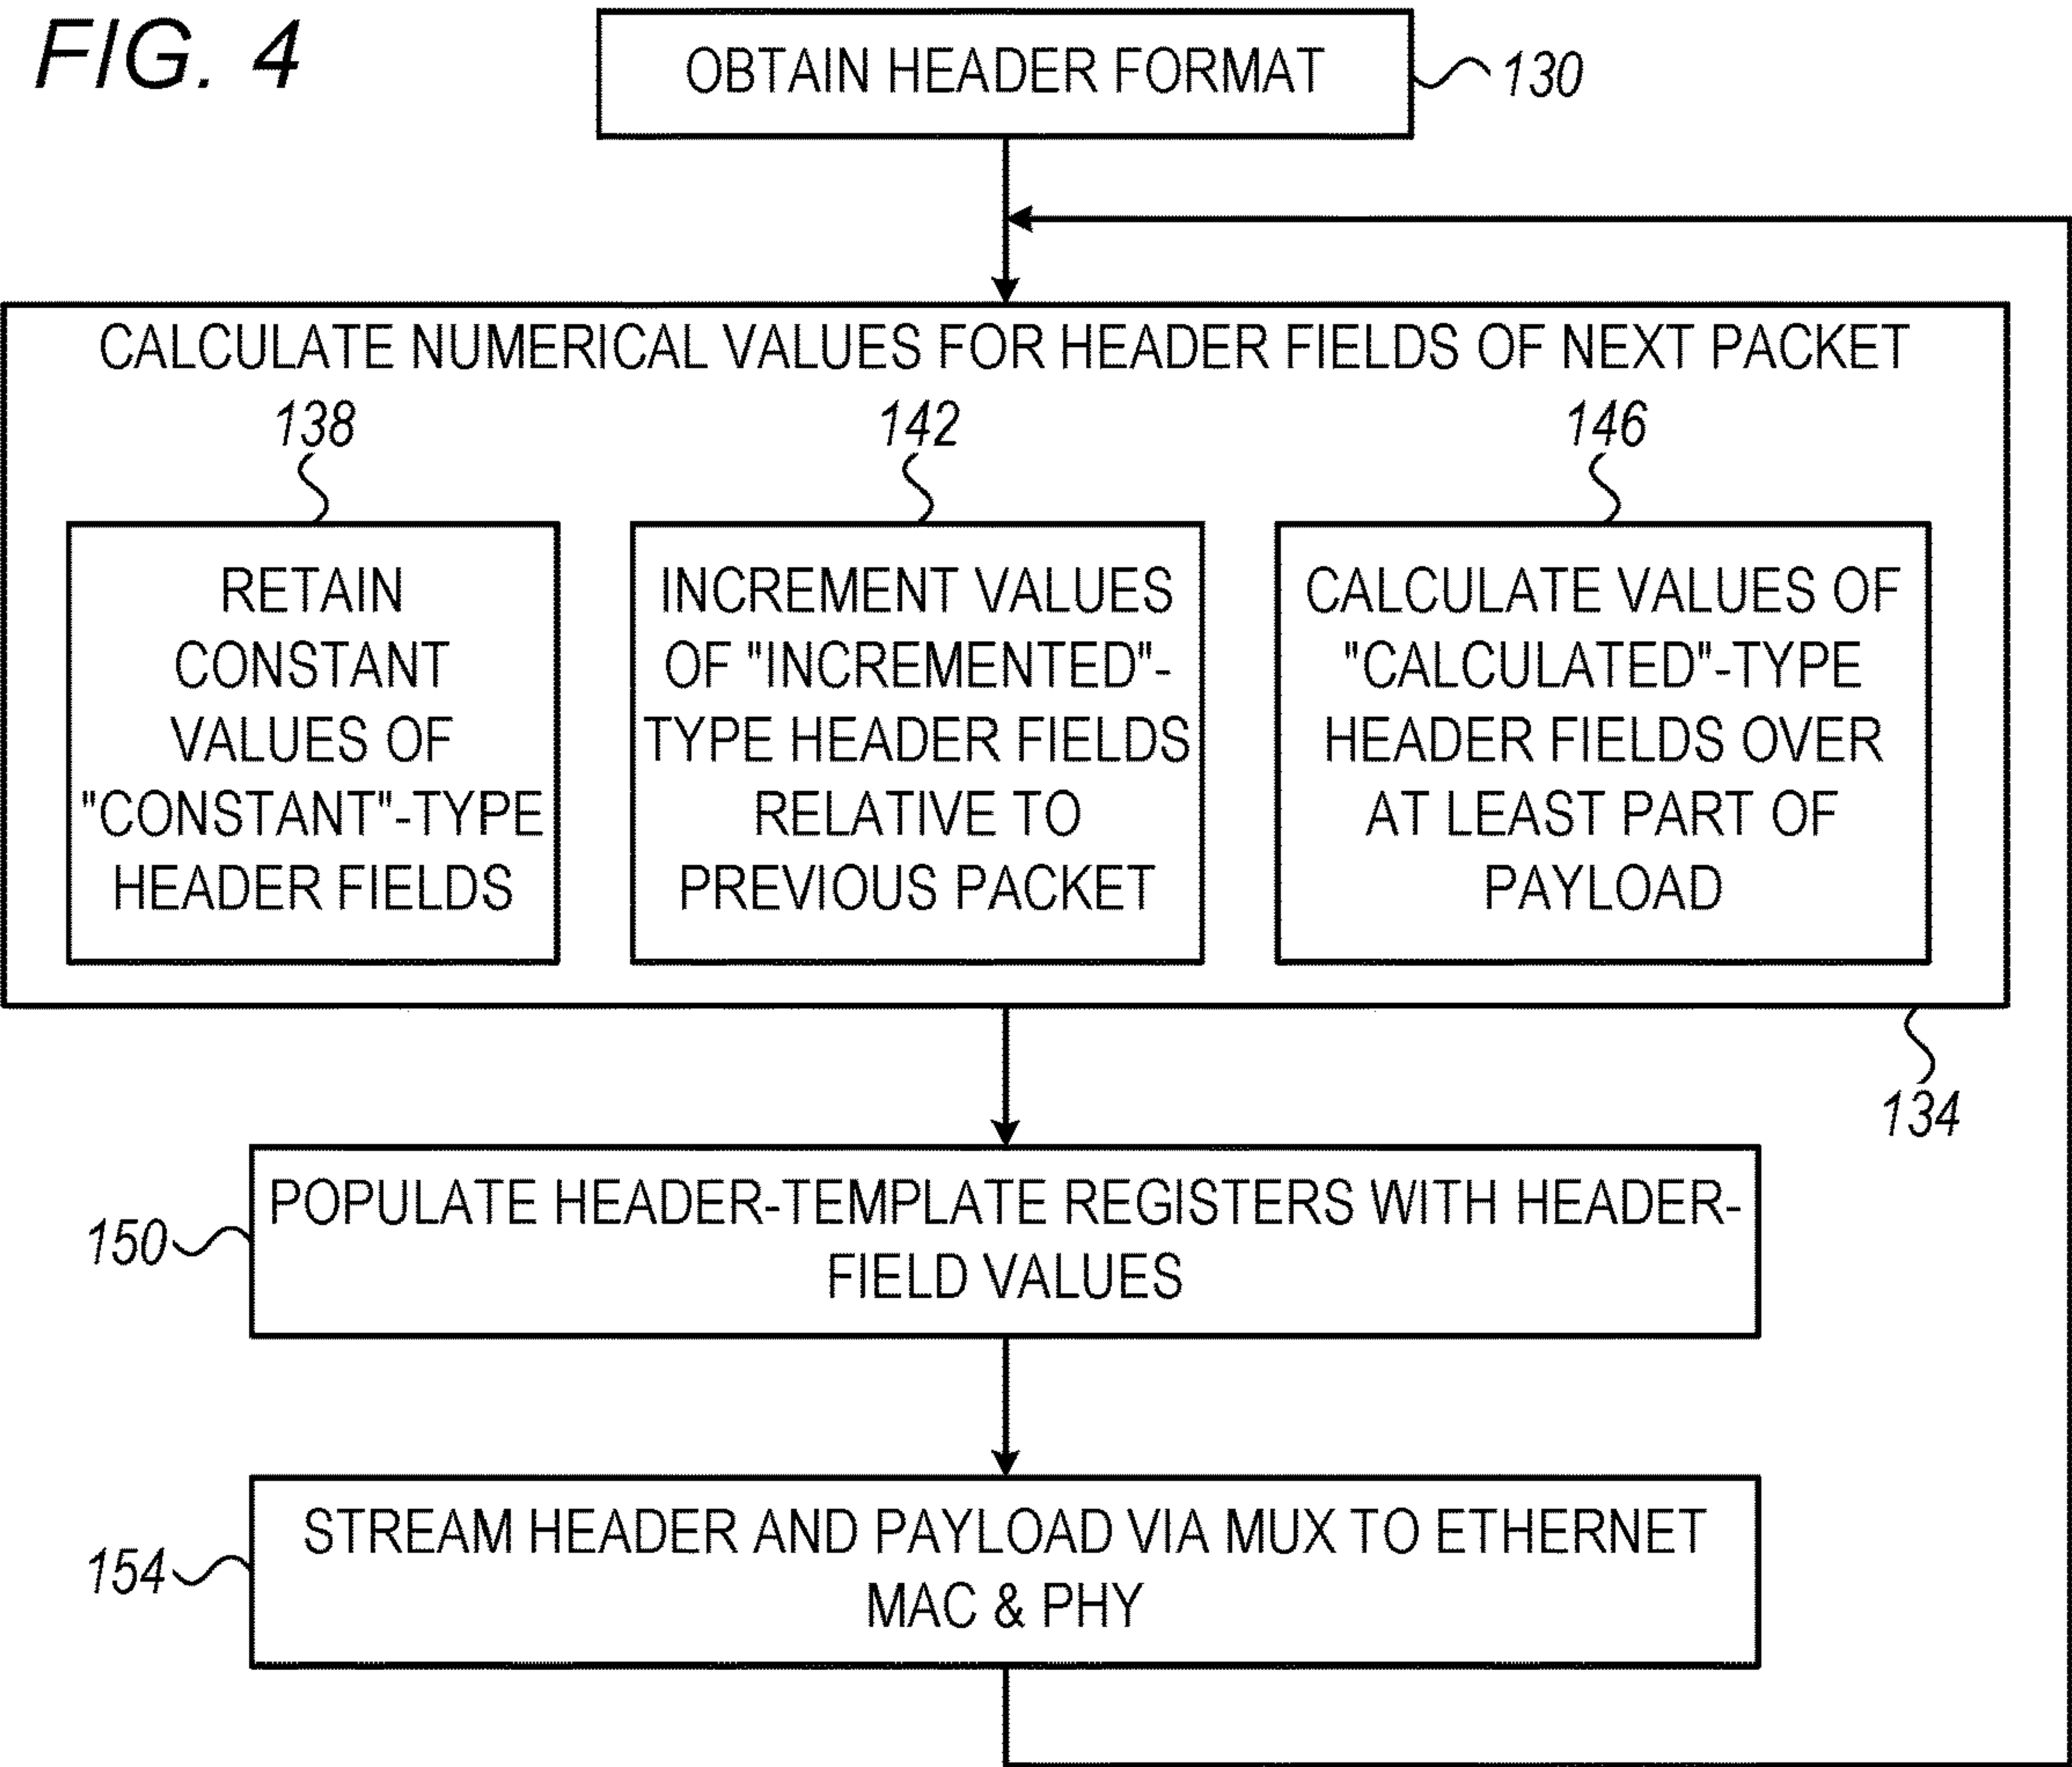 FIG. 4
OBTAIN HEADER FORMAT
130
CALCULATE NUMERICAL VALUES FOR HEADER FIELDS OF NEXT PACKET
138
RETAIN
CONSTANT
VALUES OF
"CONSTANT"-TYPE
HEADER FIELDS
142
INCREMENT VALUES
OF "INCREMENTED"-
TYPE HEADER FIELDS
RELATIVE TO
PREVIOUS PACKET
146
CALCULATE VALUES OF
"CALCULATED"-TYPE
HEADER FIELDS OVER
AT LEAST PART OF
PAYLOAD
134
150
POPULATE HEADER-TEMPLATE REGISTERS WITH HEADER-
FIELD VALUES
154
STREAM HEADER AND PAYLOAD VIA MUX TO ETHERNET
MAC & PHY